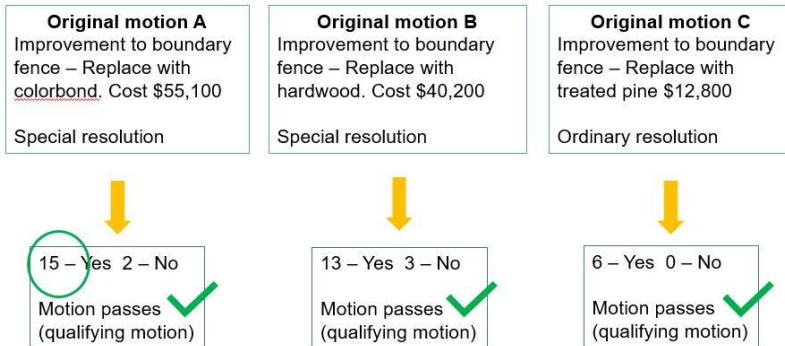 Original motion A
Improvement to boundary
fence – Replace with
colorbond. Cost $55,100
Special resolution
Original motion B
Improvement to boundary
fence – Replace with
hardwood. Cost $40,200
Special resolution
Original motion C
Improvement to boundary
fence – Replace with
treated pine $12,800
Ordinary resolution
15 – Yes 2 – No
Motion passes
(qualifying motion)
13 – Yes 3 – No
Motion passes
(qualifying motion)
6 – Yes 0 – No
Motion passes
(qualifying motion)